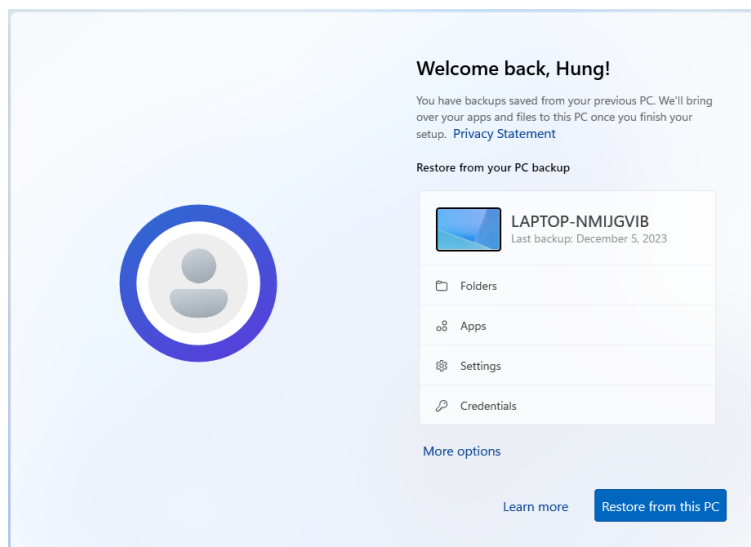 Welcome back, Hung!
You have backups saved from your previous PC. We'll bring
over your apps and files to this PC once you finish your
setup. Privacy Statement
Restore from your PC backup
LAPTOP-NMIJGVIB
Last backup: December 5, 2023
Folders
Apps
Settings
Credentials
More options
Learn more
Restore from this PC